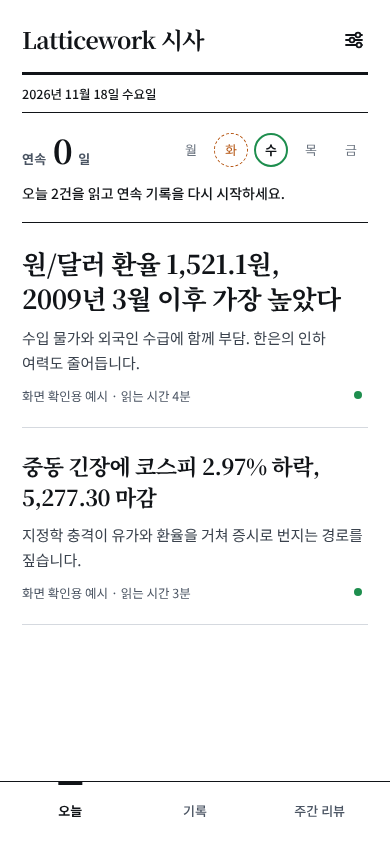 Latticework 시사
2026년 11월 18일 수요일
연속 0 일
월 화 수 목 금
오늘 2건을 읽고 연속 기록을 다시 시작하세요.
원/달러 환율 1,521.1원,
2009년 3월 이후 가장 높았다
수입 물가와 외국인 수급에 함께 부담. 한은의 인하
여력도 줄어듭니다.
화면 확인용 예시 · 읽는 시간 4분
중동 긴장에 코스피 2.97% 하락,
5,277.30 마감
지정학 충격이 유가와 환율을 거쳐 증시로 번지는 경로를
짚습니다.
화면 확인용 예시 · 읽는 시간 3분
오늘 기록 주간 리뷰